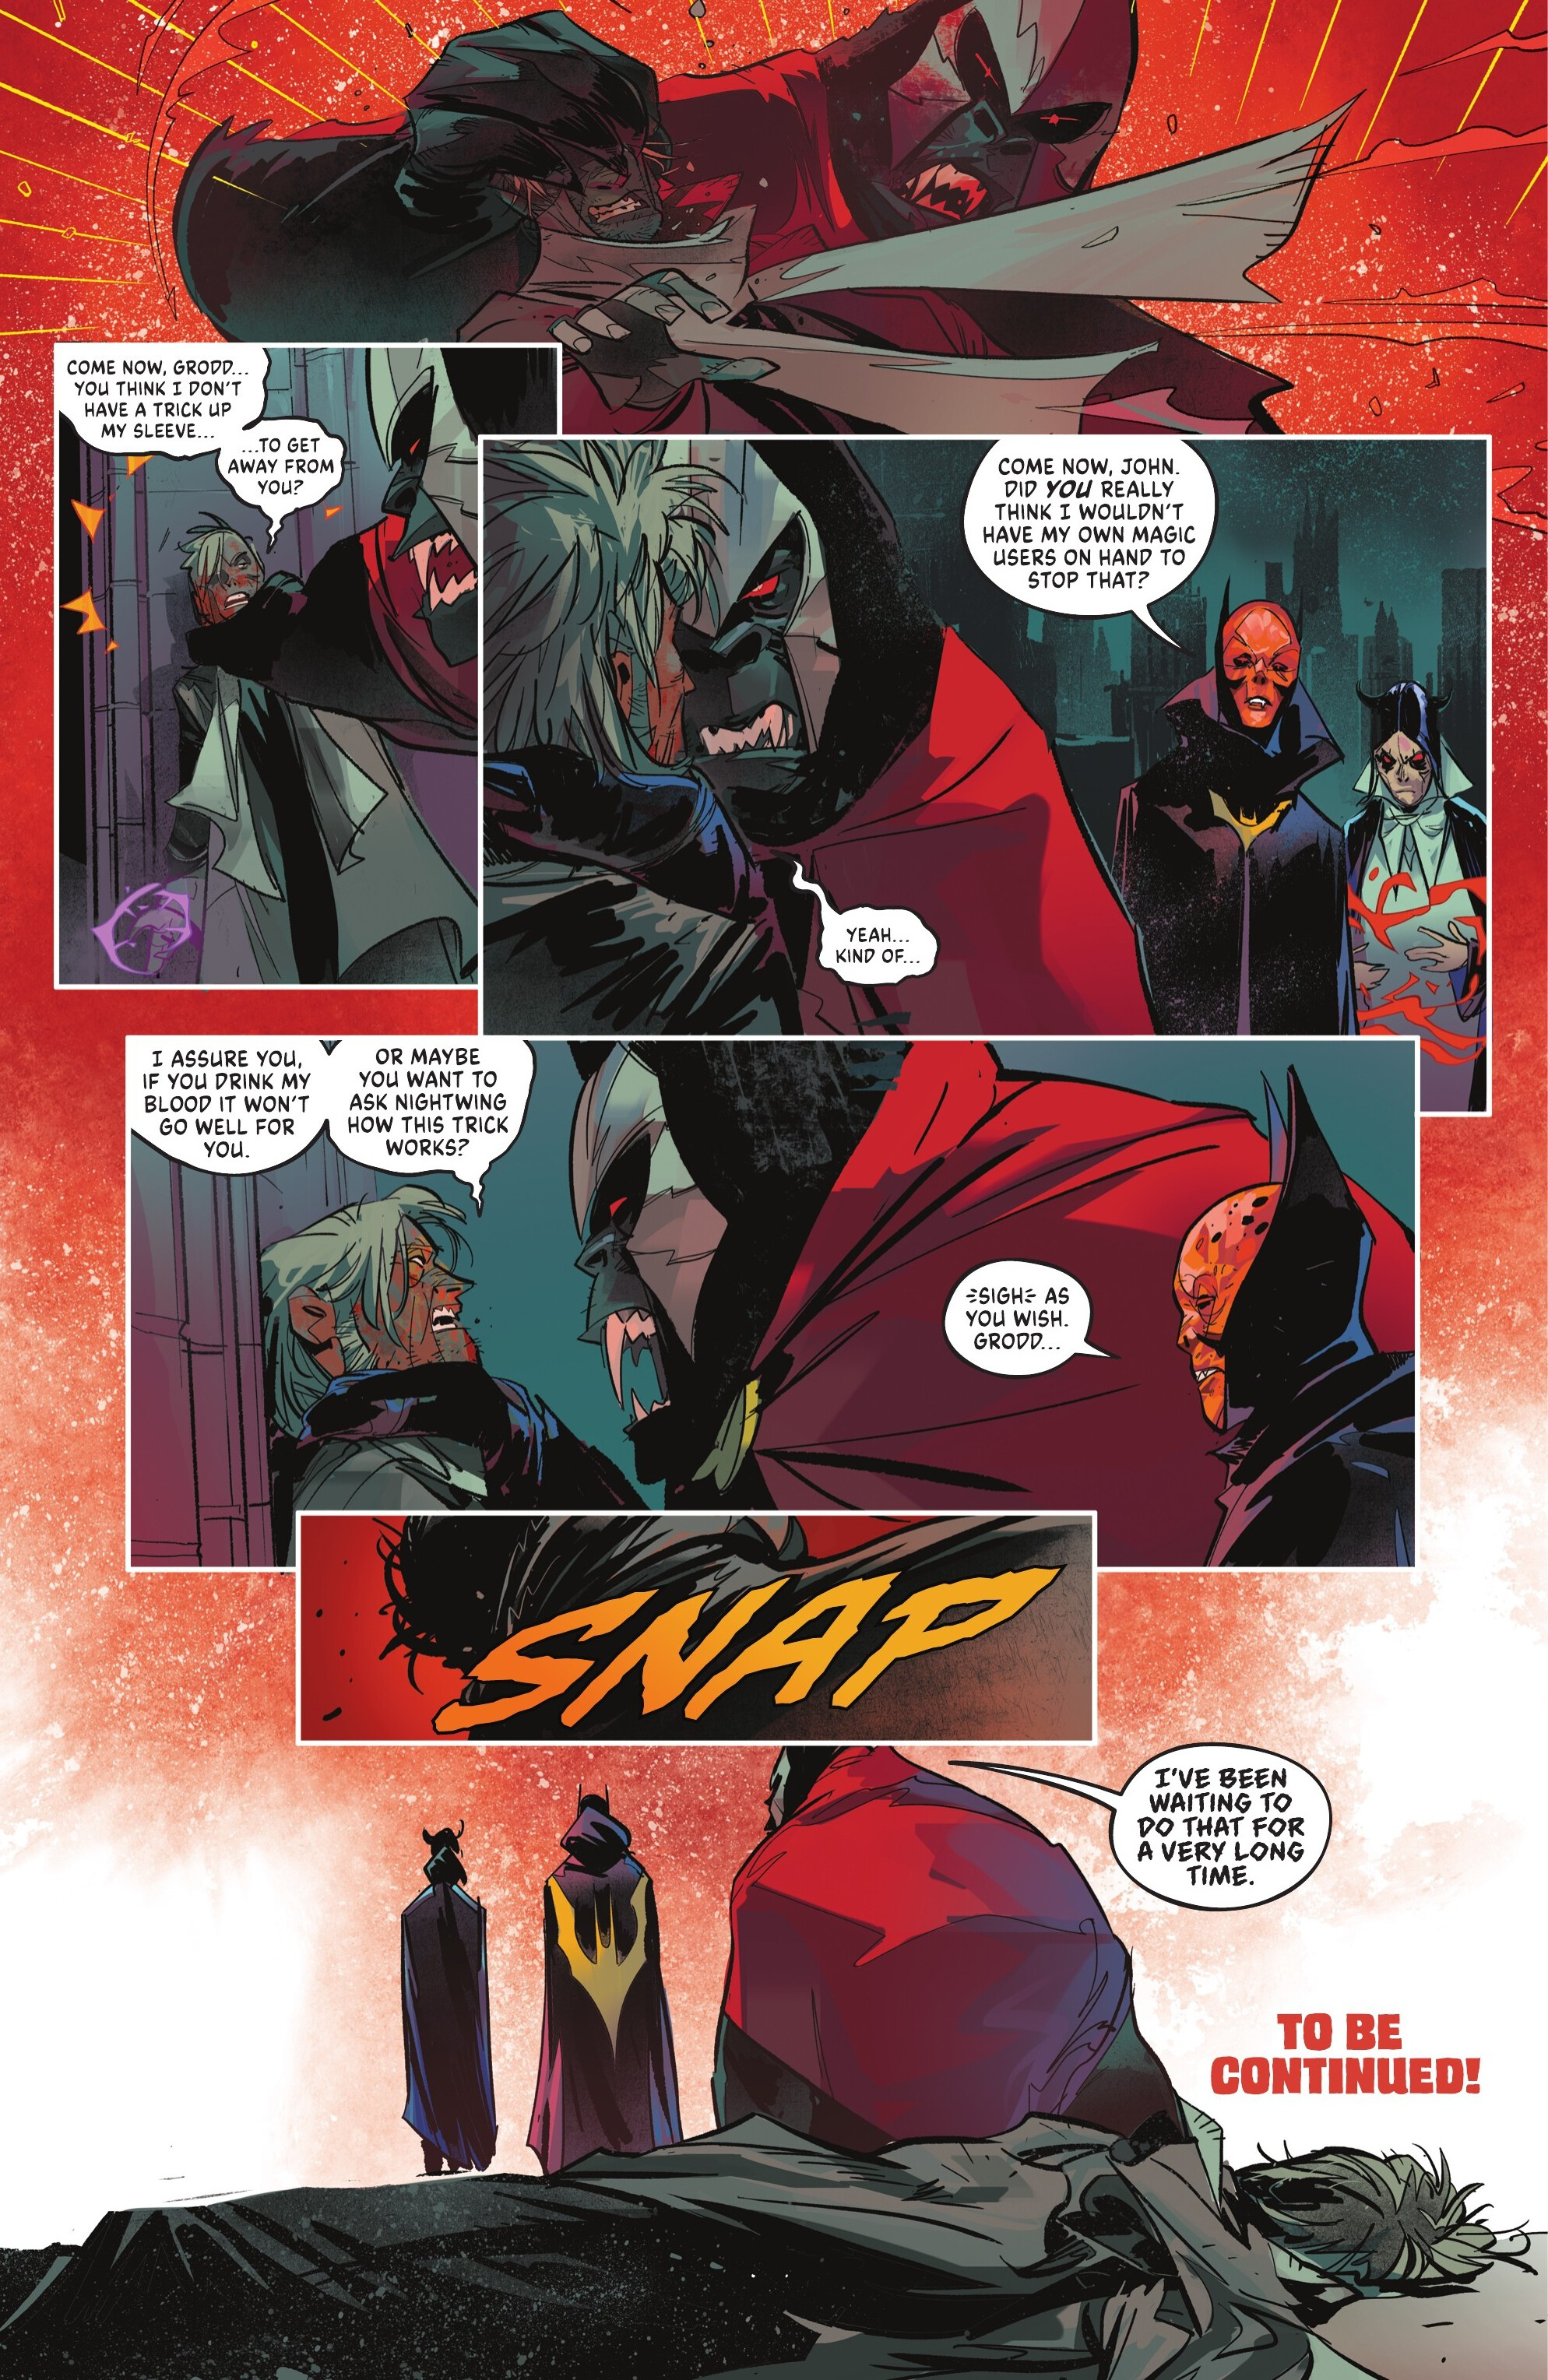 COME NOW, GRODD...
YOU THINK I DON'T
HAVE A TRICK UP
MY SLEEVE...
...TO GET
AWAY FROM
YOU?
COME NOW, JOHN.
DID YOU REALLY
THINK I WOULDN'T
HAVE MY OWN MAGIC
USERS ON HAND TO
STOP THAT?
YEAH...
KIND OF...
I ASSURE YOU,
IF YOU DRINK MY
BLOOD IT WON'T
GO WELL FOR
YOU.
OR MAYBE
YOU WANT TO
ASK NIGHTWING
HOW THIS TRICK
WORKS?
SIGH AS
YOU WISH.
GRODD...
SNAP
I'VE BEEN
WAITING TO
DO THAT FOR
A VERY LONG
TIME.
TO BE
CONTINUED!